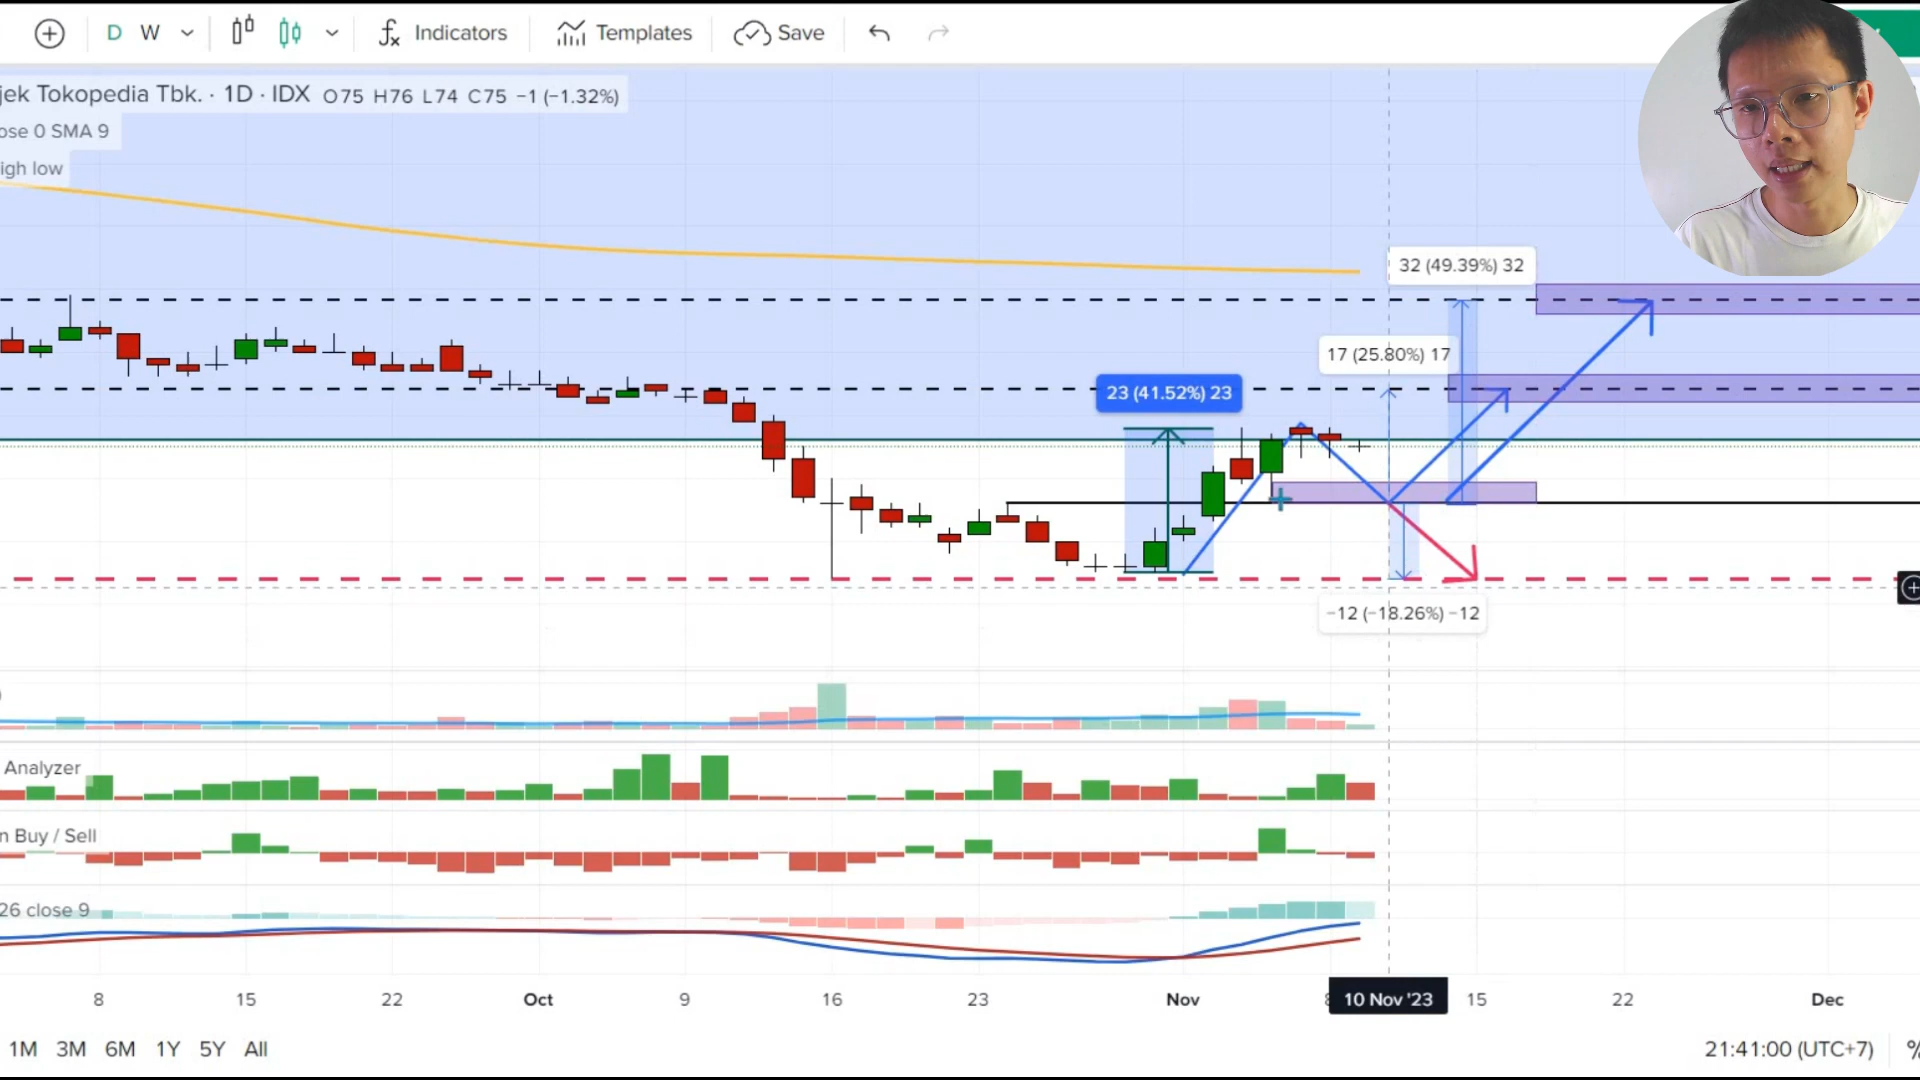 D W Indicators Templates Save
jek Tokopedia Tbk. · 1D · IDX O75 H76 L74 C75 −1 (−1.32%)
ose 0 SMA 9
igh low
32 (49.39%) 32
17 (25.80%) 17
23 (41.52%) 23
−12 (−18.26%) −12
Analyzer
n Buy / Sell
26 close 9
8 15 22 Oct 9 16 23 Nov 10 Nov '23 15 22 Dec
1M 3M 6M 1Y 5Y All 21:41:00 (UTC+7) %